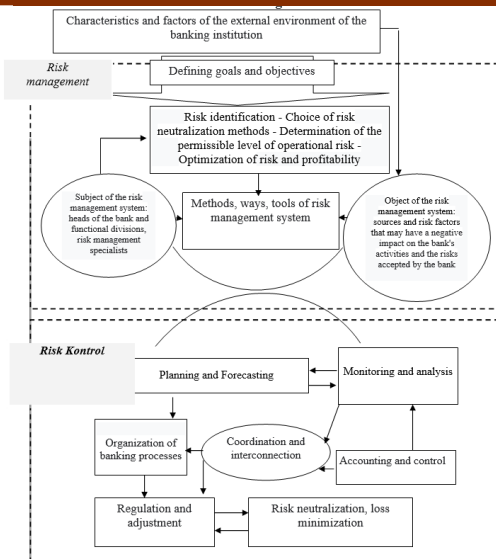 Characteristics and factors of the external environment of the
banking institution
Risk
management
Defining goals and objectives
Risk identification - Choice of risk
neutralization methods - Determination of the
permissible level of operational risk -
Optimization of risk and profitability
Subject of the risk
management system:
heads of the bank and
functional divisions,
risk management
specialists
Methods, ways, tools of risk
management system
Object of the risk
management system:
sources and risk factors
that may have a negative
impact on the bank's
activities and the risks
accepted by the bank
Risk Kontrol
Planning and Forecasting
Monitoring and analysis
Organization of
banking processes
Coordination and
interconnection
Accounting and control
Regulation and
adjustment
Risk neutralization, loss
minimization